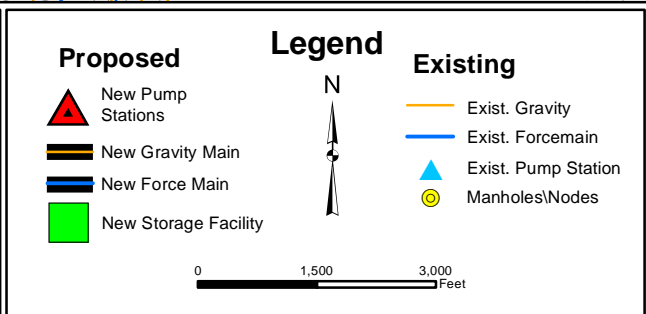 Legend
Proposed
New Pump
Stations
New Gravity Main
New Force Main
New Storage Facility
N
Existing
Exist. Gravity
Exist. Forcemain
Exist. Pump Station
Manholes\Nodes
0 1,500 3,000
Feet